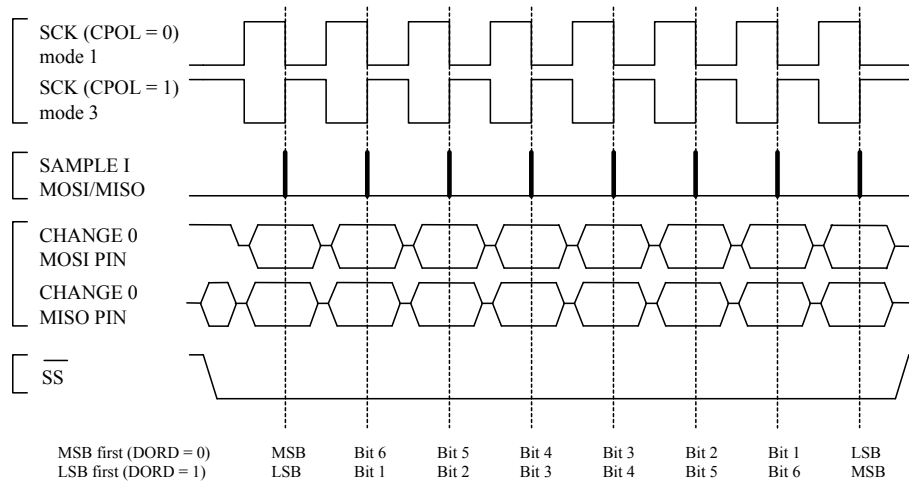 SCK (CPOL = 0)
mode 1
SCK (CPOL = 1)
mode 3
SAMPLE I
MOSI/MISO
CHANGE 0
MOSI PIN
CHANGE 0
MISO PIN
SS
MSB first (DORD = 0) MSB Bit 6 Bit 5 Bit 4 Bit 3 Bit 2 Bit 1 LSB
LSB first (DORD = 1) LSB Bit 1 Bit 2 Bit 3 Bit 4 Bit 5 Bit 6 MSB